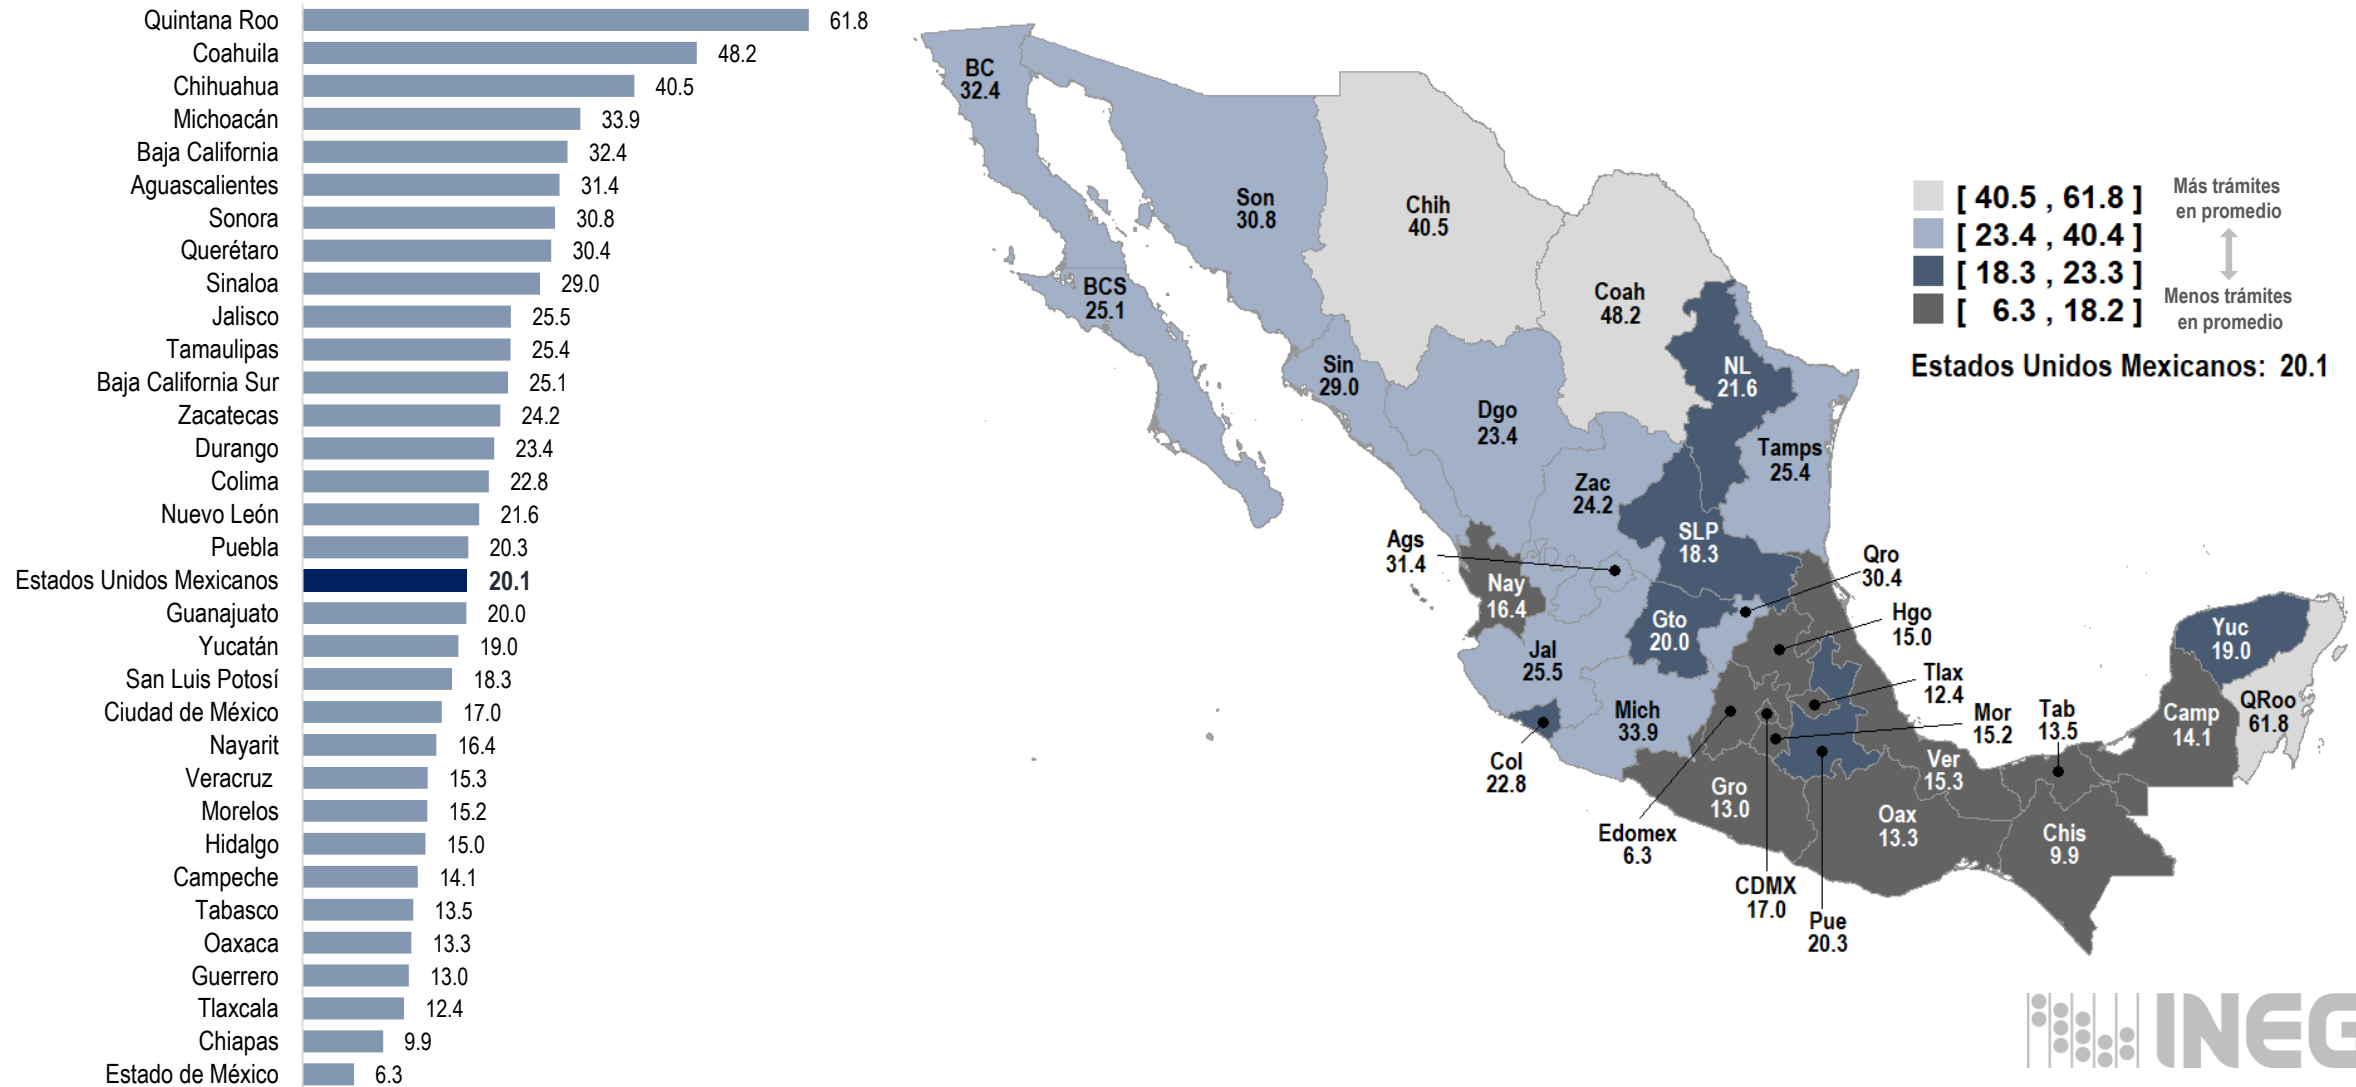 Quintana Roo 61.8
Coahuila 48.2
Chihuahua 40.5
Michoacán 33.9
Baja California 32.4
Aguascalientes 31.4
Sonora 30.8
Querétaro 30.4
Sinaloa 29.0
Jalisco 25.5
Tamaulipas 25.4
Baja California Sur 25.1
Zacatecas 24.2
Durango 23.4
Colima 22.8
Nuevo León 21.6
Puebla 20.3
Estados Unidos Mexicanos 20.1
Guanajuato 20.0
Yucatán 19.0
San Luis Potosí 18.3
Ciudad de México 17.0
Nayarit 16.4
Veracruz 15.3
Morelos 15.2
Hidalgo 15.0
Campeche 14.1
Tabasco 13.5
Oaxaca 13.3
Guerrero 13.0
Tlaxcala 12.4
Chiapas 9.9
Estado de México 6.3
BC
32.4
Son
30.8
Chih
40.5
BCS
25.1
Coah
48.2
Sin
29.0
NL
21.6
Dgo
23.4
Tamps
25.4
Zac
24.2
SLP
18.3
Ags
31.4
Qro
30.4
Nay
16.4
Gto
20.0
Hgo
15.0
Yuc
19.0
Jal
25.5
Tlax
12.4
Mich
33.9
Mor
15.2
Tab
13.5
Camp
14.1
QRoo
61.8
Col
22.8
Ver
15.3
Gro
13.0
Oax
13.3
Chis
9.9
Edomex
6.3
CDMX
17.0
Pue
20.3
[ 40.5 , 61.8 ]
[ 23.4 , 40.4 ]
[ 18.3 , 23.3 ]
[ 6.3 , 18.2 ]
Más trámites
en promedio
Menos trámites
en promedio
Estados Unidos Mexicanos: 20.1
INEG